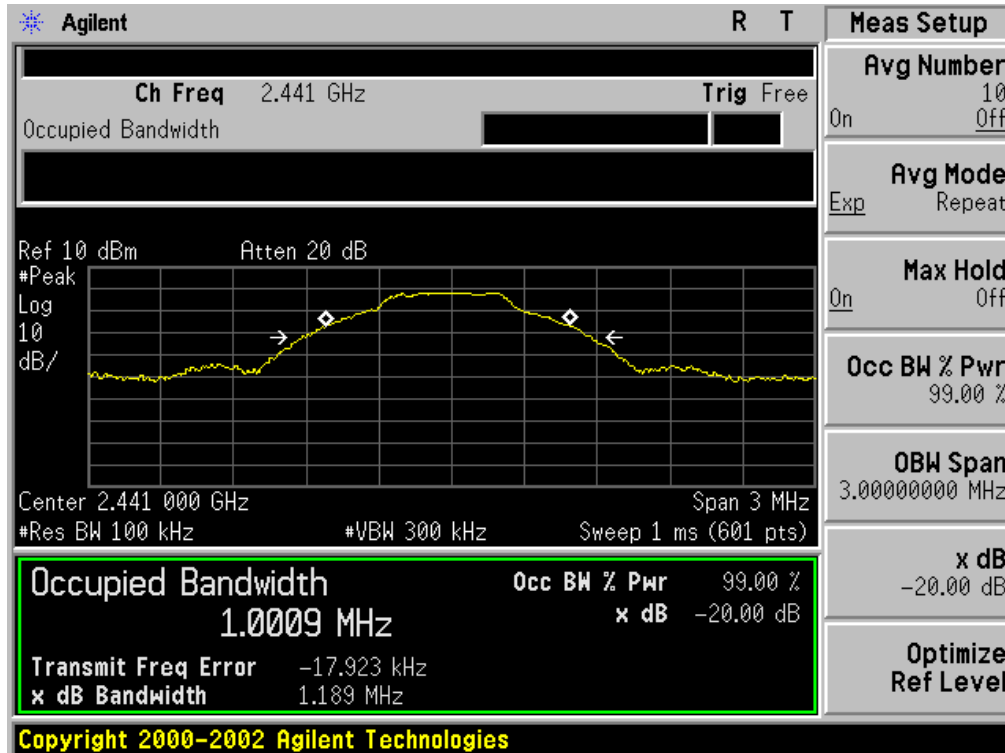 Agilent R T
Ch Freq 2.441 GHz Trig Free
Occupied Bandwidth
Ref 10 dBm Atten 20 dB
#Peak
Log
10
dB/
Center 2.441 000 GHz Span 3 MHz
#Res BW 100 kHz #VBW 300 kHz Sweep 1 ms (601 pts)
Occupied Bandwidth Occ BW % Pwr 99.00 %
1.0009 MHz x dB -20.00 dB
Transmit Freq Error -17.923 kHz
x dB Bandwidth 1.189 MHz
Copyright 2000-2002 Agilent Technologies
Meas Setup
Avg Number
10
On Off
Avg Mode
Exp Repeat
Max Hold
On Off
Occ BW % Pwr
99.00 %
OBW Span
3.00000000 MHz
x dB
-20.00 dB
Optimize
Ref Level